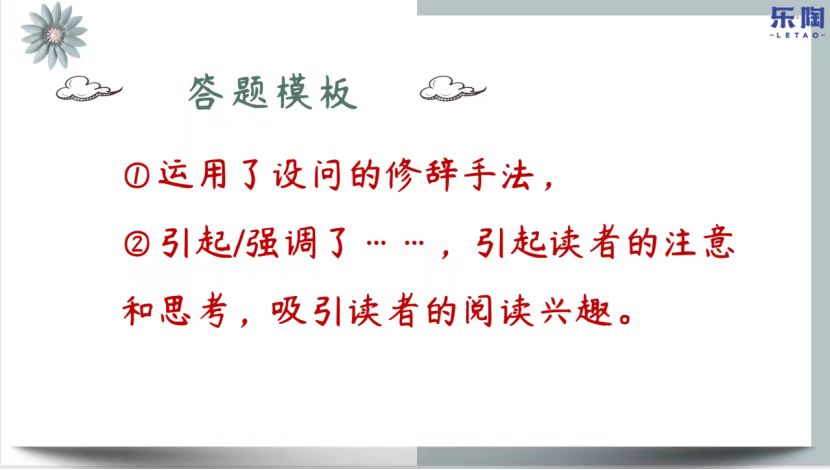 乐陶
-LETAO-
答题模板
①运用了设问的修辞手法，
②引起/强调了……，引起读者的注意
和思考，吸引读者的阅读兴趣。